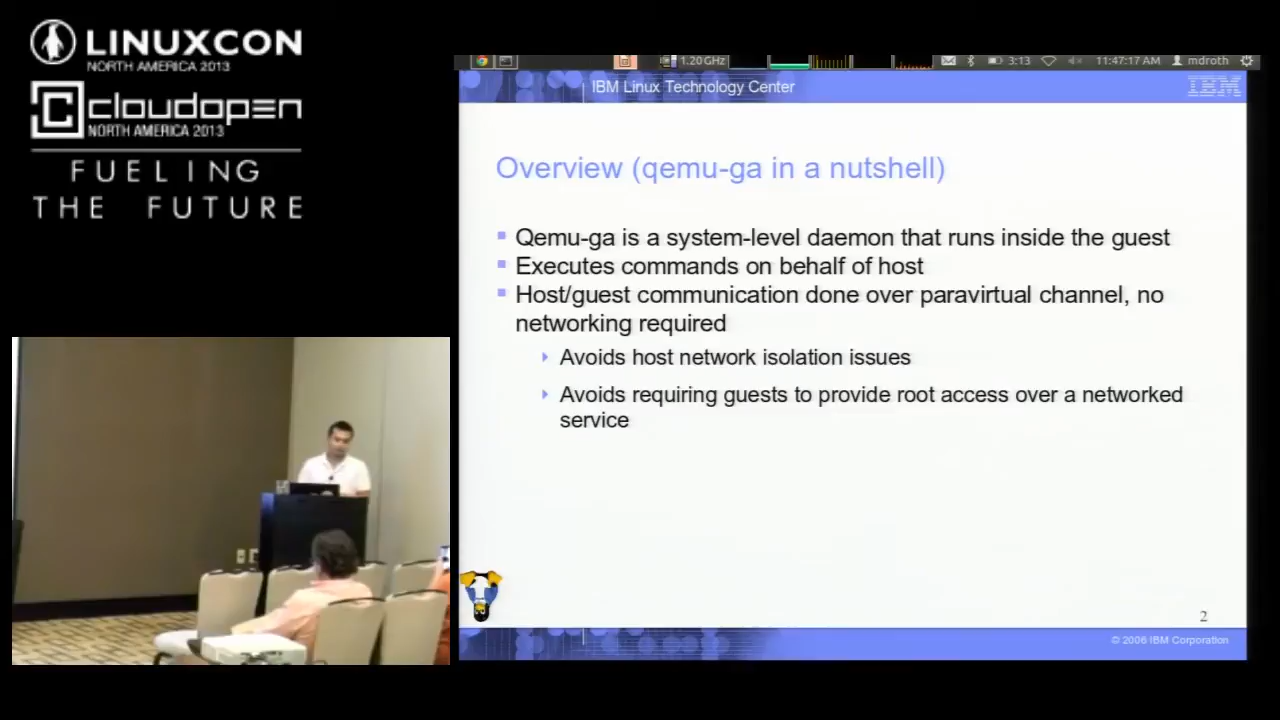 LINUXCON
NORTH AMERICA 2013
cloudopen
NORTH AMERICA 2013
FUELING
THE FUTURE
1.20 GHz
3:13
11:47:17 AM
mdroth
IBM Linux Technology Center
IBM
Overview (qemu-ga in a nutshell)
Qemu-ga is a system-level daemon that runs inside the guest
Executes commands on behalf of host
Host/guest communication done over paravirtual channel, no
networking required
Avoids host network isolation issues
Avoids requiring guests to provide root access over a networked
service
2
© 2006 IBM Corporation